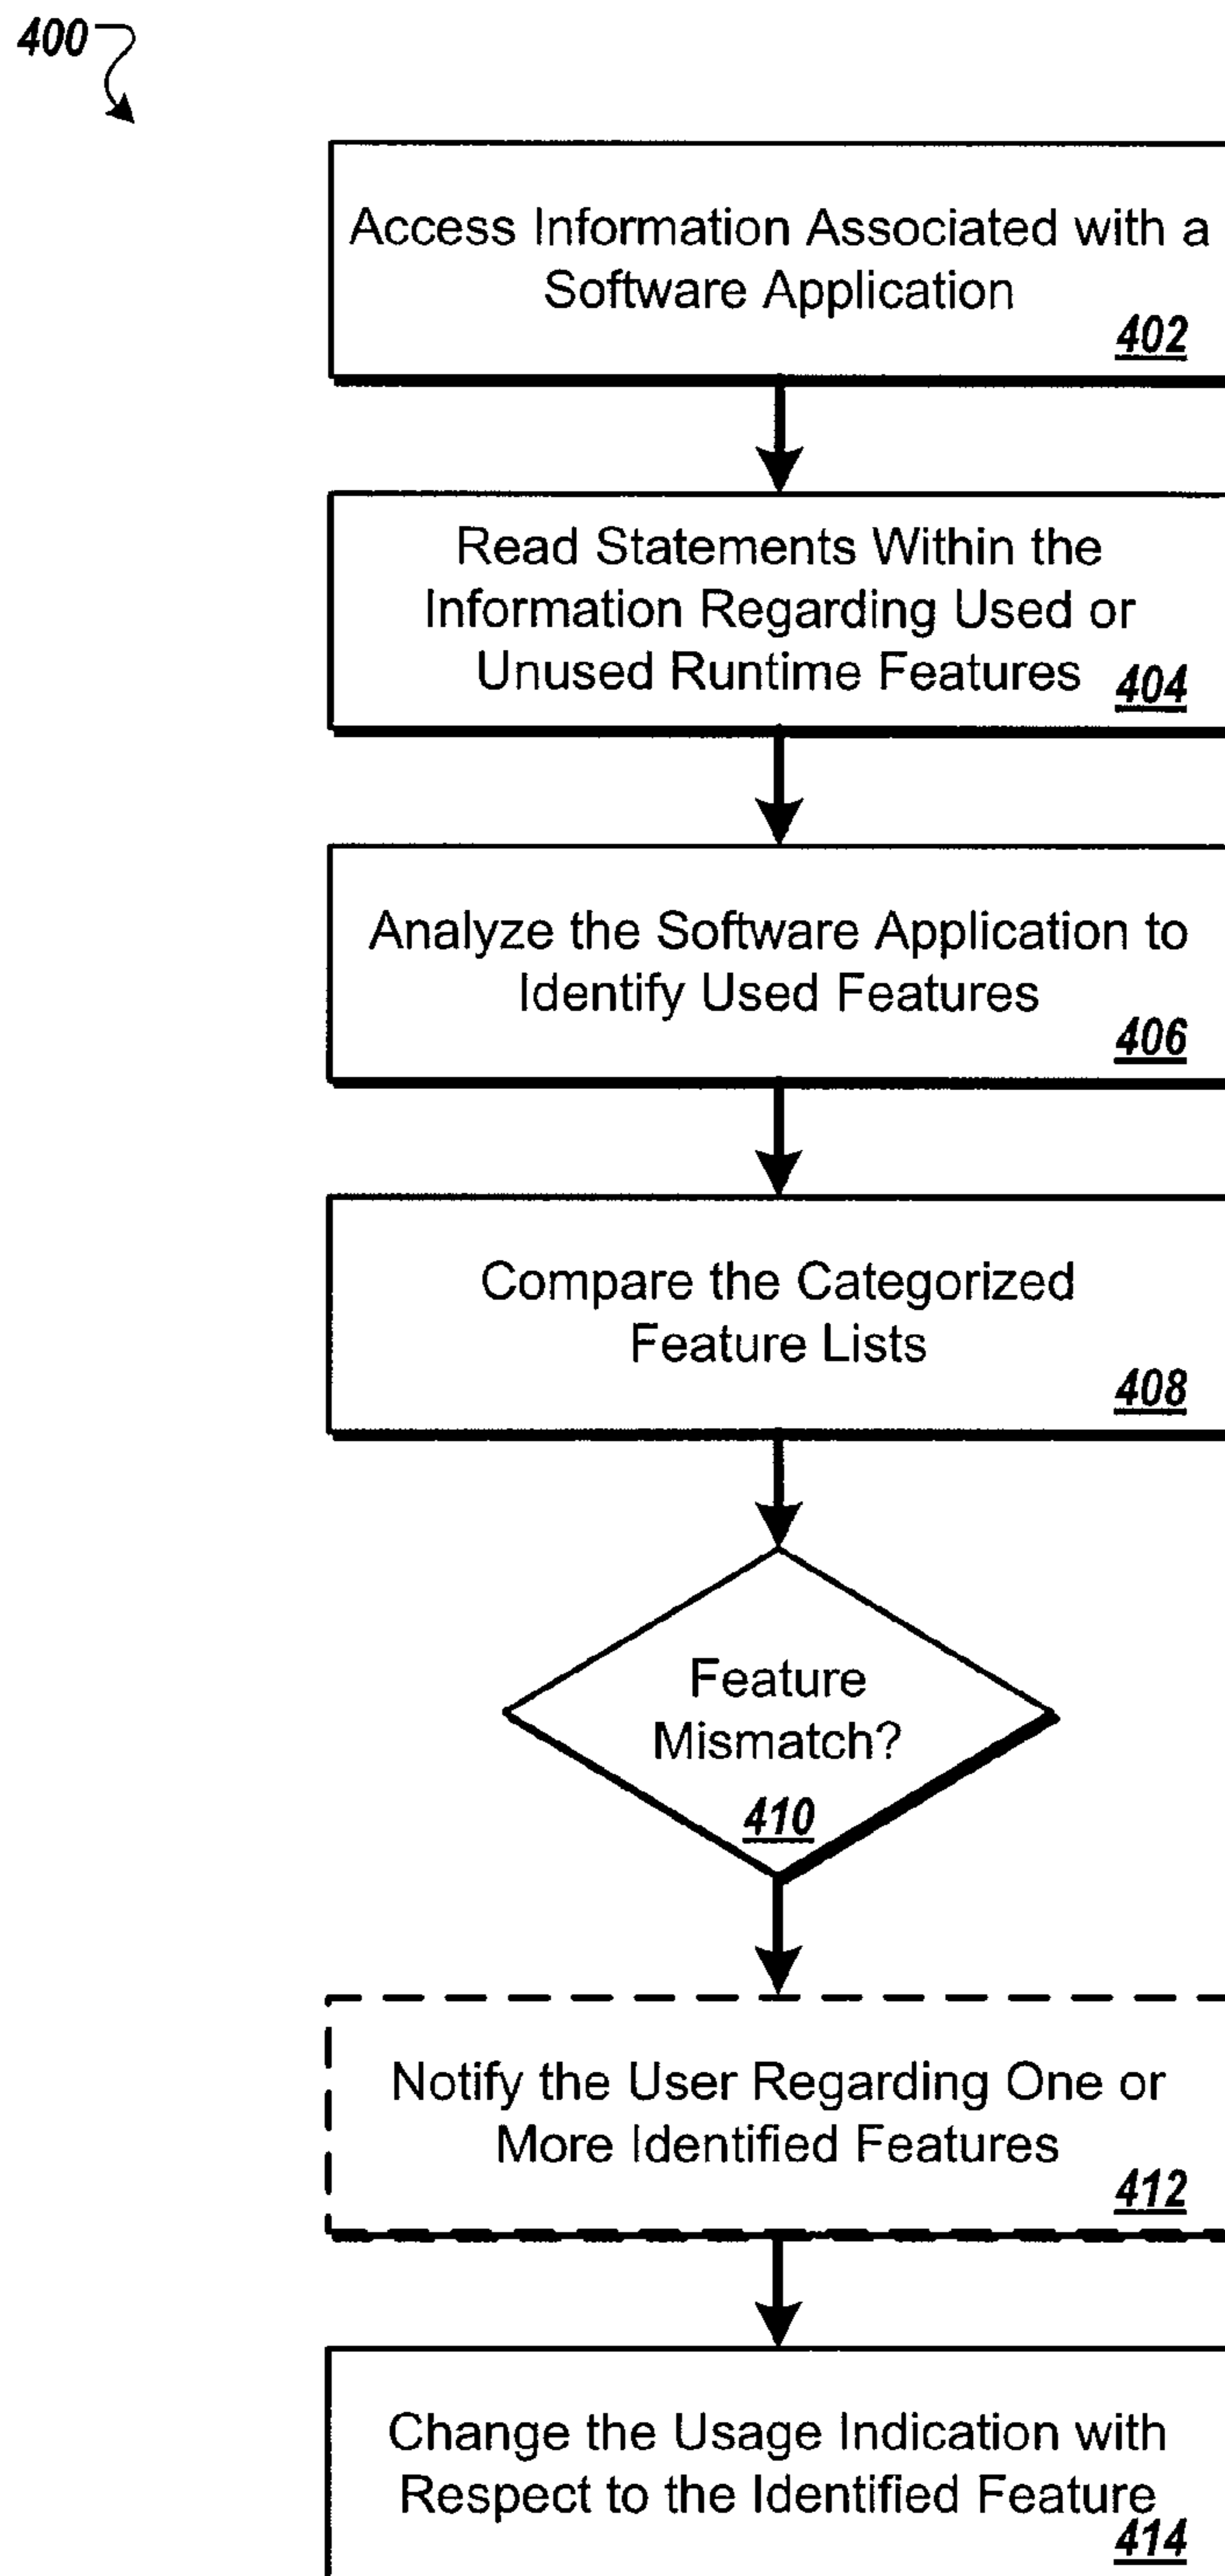 400
Access Information Associated with a
Software Application
402
Read Statements Within the
Information Regarding Used or
Unused Runtime Features
404
Analyze the Software Application to
Identify Used Features
406
Compare the Categorized
Feature Lists
408
Feature
Mismatch?
410
Notify the User Regarding One or
More Identified Features
412
Change the Usage Indication with
Respect to the Identified Feature
414